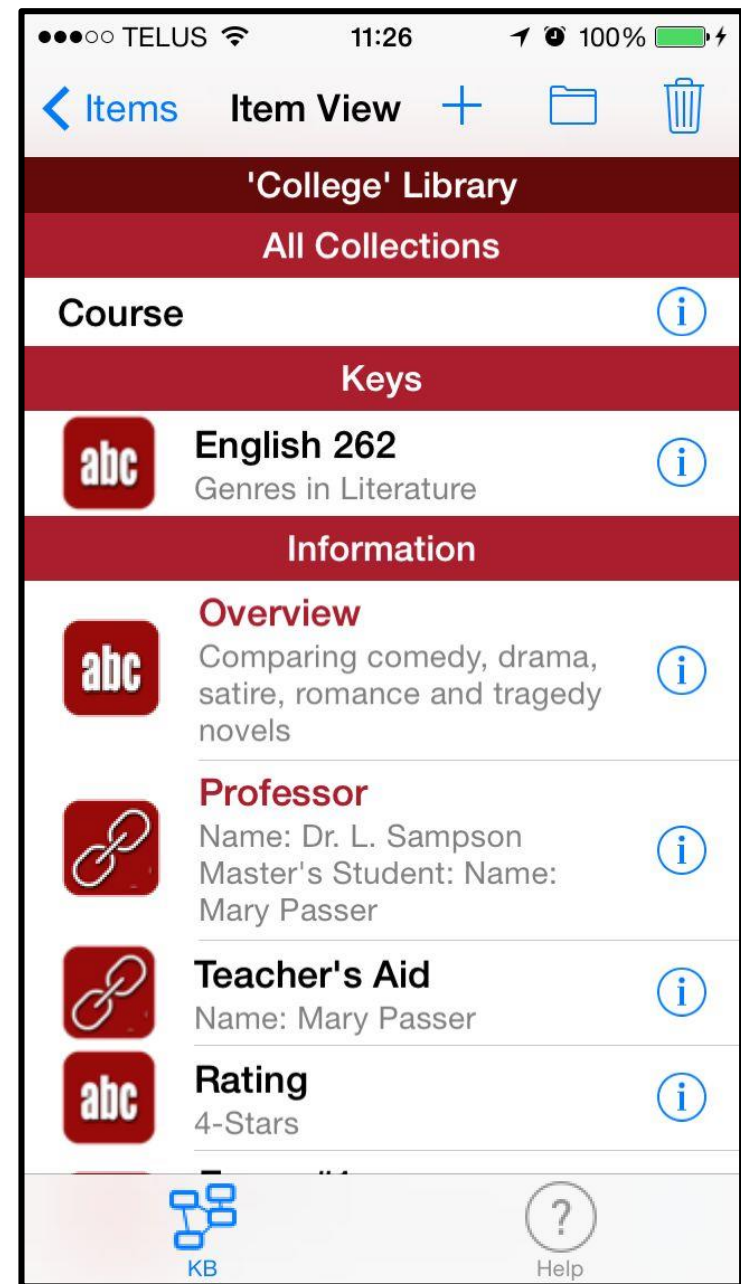 TELUS 11:26 100%
Items Item View
'College' Library
All Collections
Course
Keys
abc English 262
Genres in Literature
Information
Overview
abc Comparing comedy, drama,
satire, romance and tragedy
novels
Professor
Name: Dr. L. Sampson
Master's Student: Name:
Mary Passer
Teacher's Aid
Name: Mary Passer
abc Rating
4-Stars
KB Help